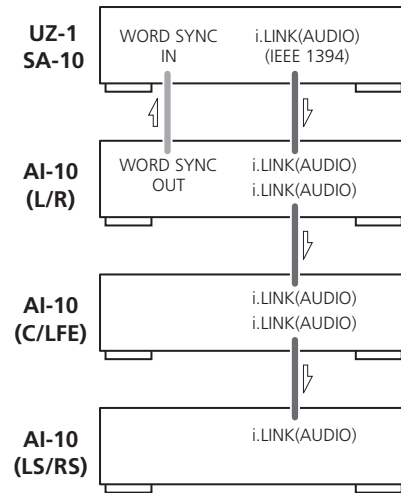 UZ-1
SA-10
WORD SYNC
IN
i.LINK(AUDIO)
(IEEE 1394)
AI-10
(L/R)
WORD SYNC
OUT
i.LINK(AUDIO)
i.LINK(AUDIO)
AI-10
(C/LFE)
i.LINK(AUDIO)
i.LINK(AUDIO)
AI-10
(LS/RS)
i.LINK(AUDIO)